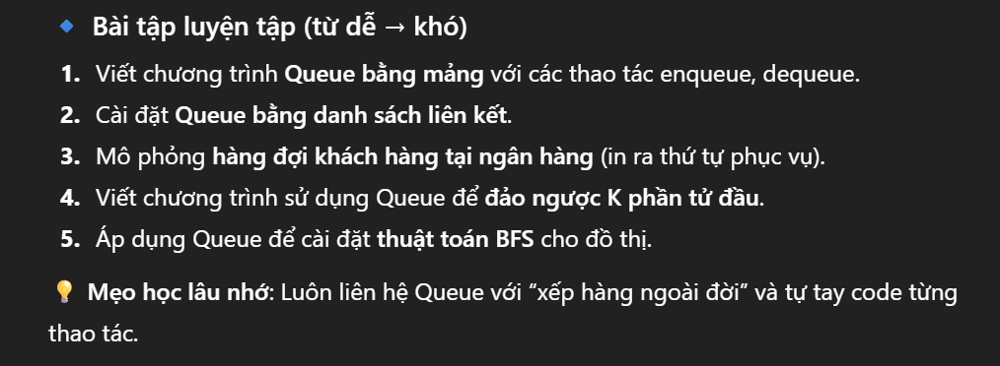 🔹 Bài tập luyện tập (từ dễ → khó)
1. Viết chương trình Queue bằng mảng với các thao tác enqueue, dequeue.
2. Cài đặt Queue bằng danh sách liên kết.
3. Mô phỏng hàng đợi khách hàng tại ngân hàng (in ra thứ tự phục vụ).
4. Viết chương trình sử dụng Queue để đảo ngược K phần tử đầu.
5. Áp dụng Queue để cài đặt thuật toán BFS cho đồ thị.
💡 Mẹo học lâu nhớ: Luôn liên hệ Queue với “xếp hàng ngoài đời” và tự tay code từng
thao tác.